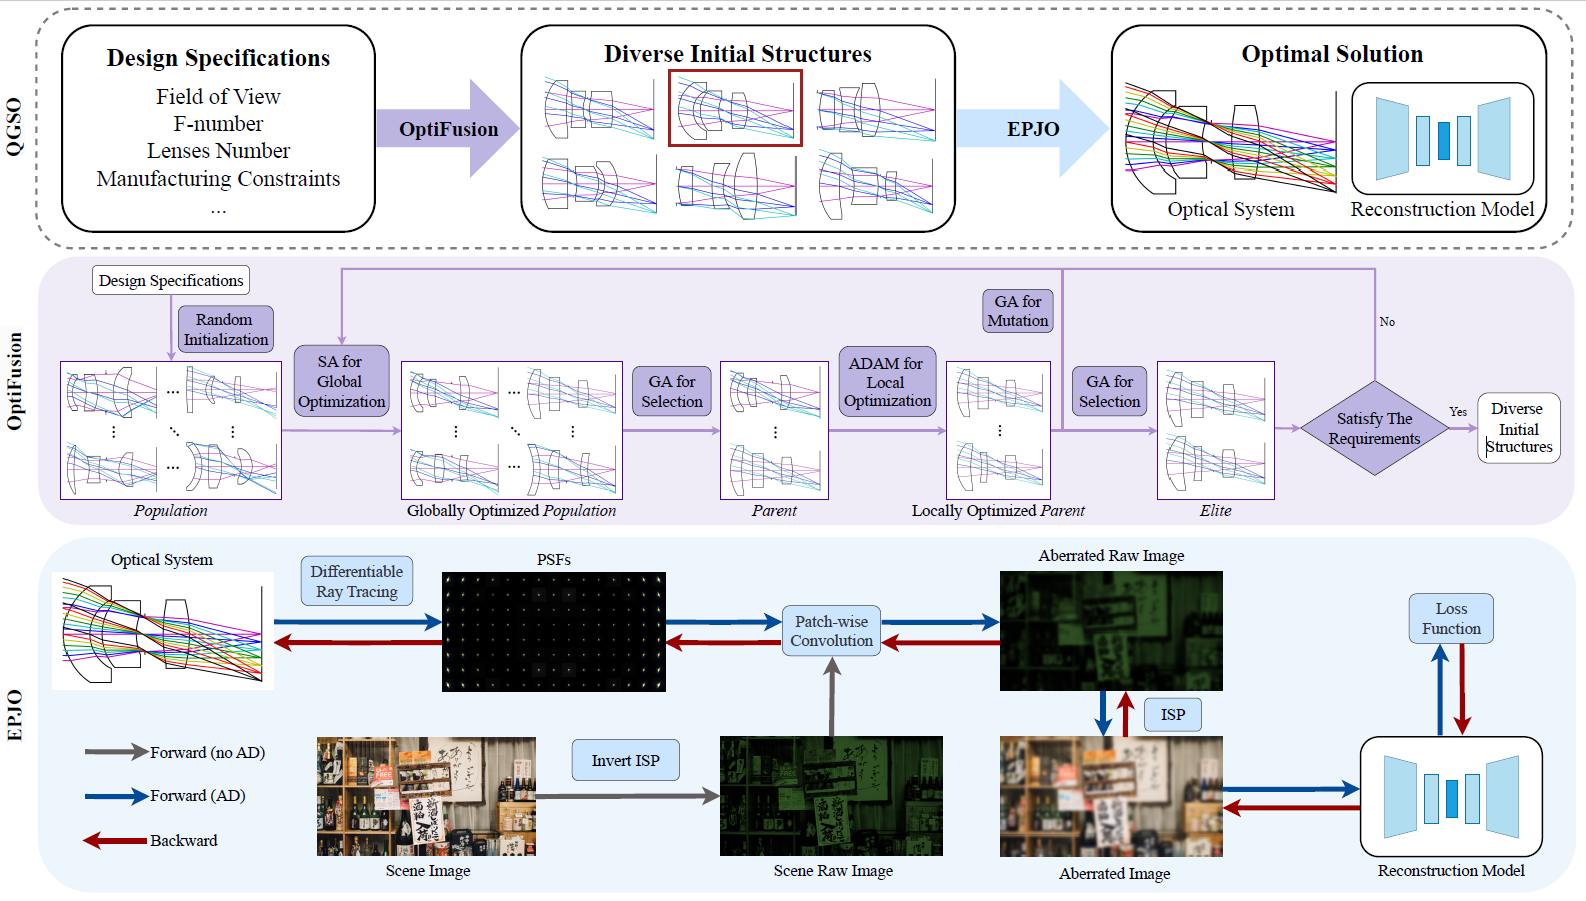 QGSO
Design Specifications
Field of View
F-number
Lenses Number
Manufacturing Constraints
...
OptiFusion
Diverse Initial Structures
EPJO
Optimal Solution
Optical System
Reconstruction Model
OptiFusion
Design Specifications
Random
Initialization
SA for
Global
Optimization
GA for
Selection
ADAM for
Local
Optimization
GA for
Mutation
GA for
Selection
No
Satisfy The
Requirements
Yes
Diverse
Initial
Structures
Population
Globally Optimized Population
Parent
Locally Optimized Parent
Elite
EPJO
Optical System
Differentiable
Ray Tracing
PSFs
Patch-wise
Convolution
Aberrated Raw Image
Loss
Function
ISP
Forward (no AD)
Forward (AD)
Backward
Invert ISP
Scene Image
Scene Raw Image
Aberrated Image
Reconstruction Model